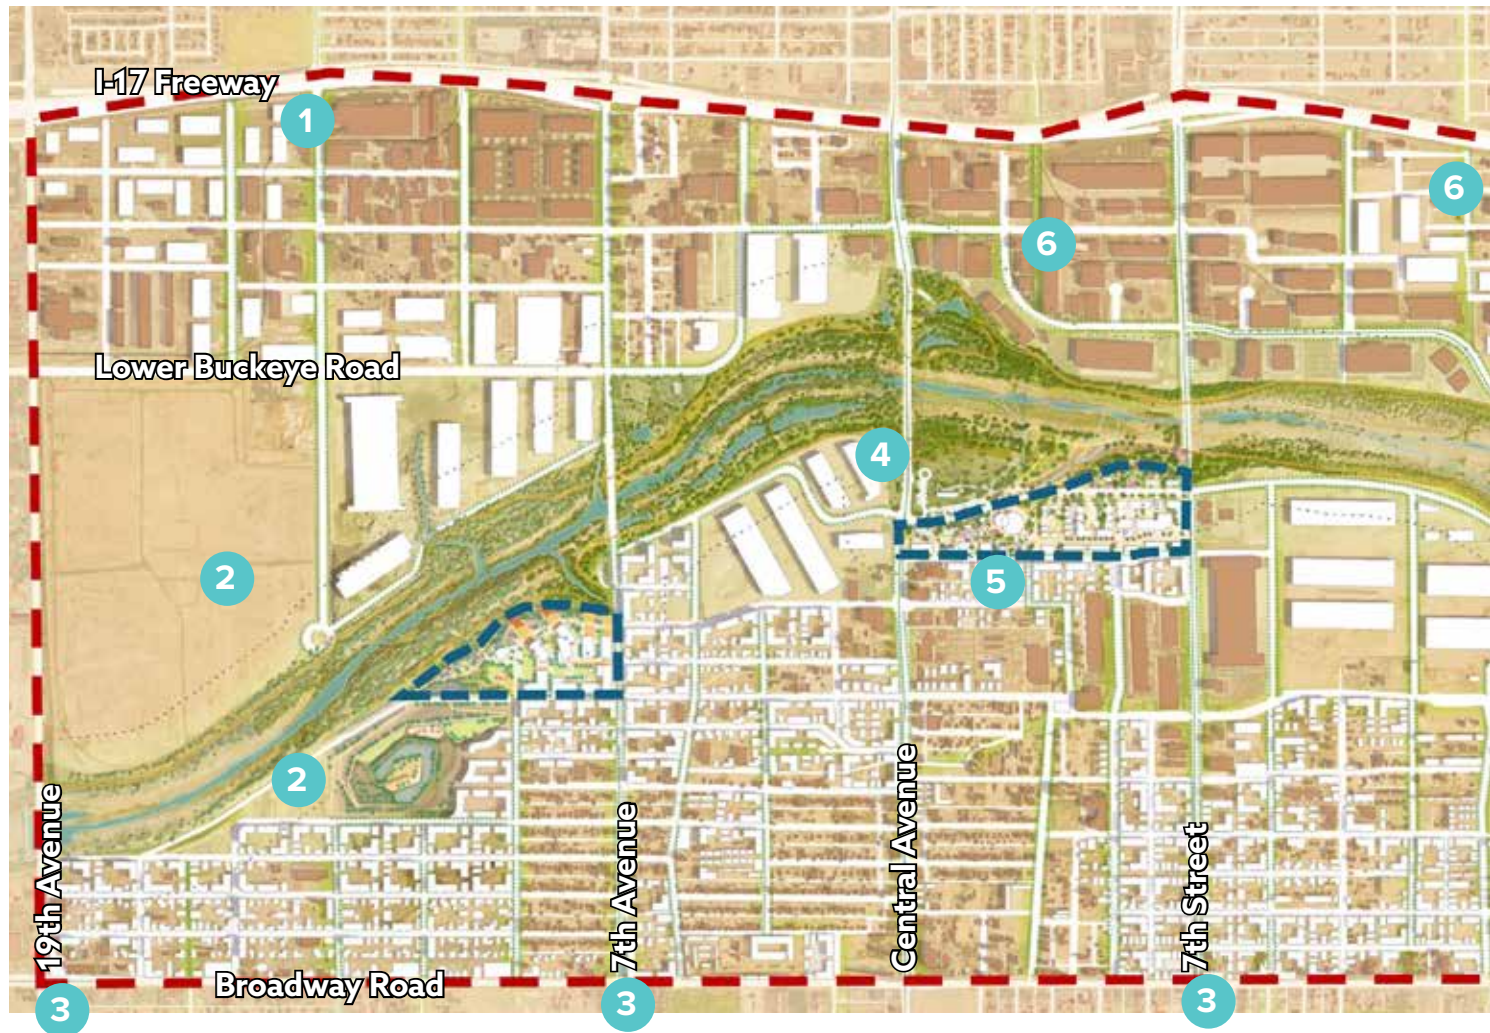 I-17 Freeway
1
6
6
Lower Buckeye Road
4
2
5
2
19th Avenue
7th Avenue
Central Avenue
7th Street
Broadway Road
3
3
3